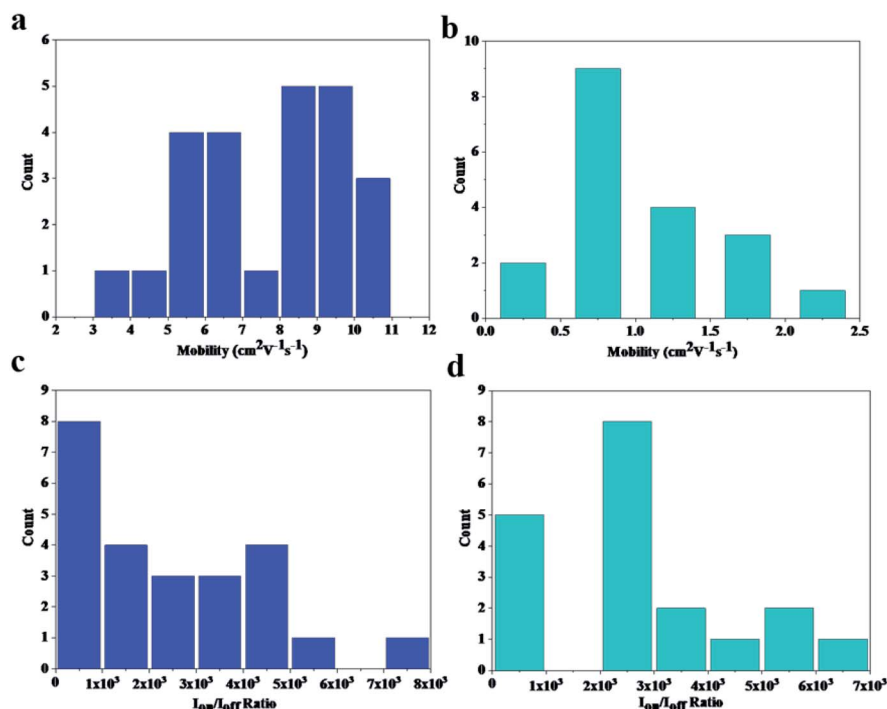 a
6
5
4
3
2
1
0
Count
2 3 4 5 6 7 8 9 10 11 12
Mobility (cm²V⁻¹s⁻¹)
b
10
8
6
4
2
0
Count
0.0 0.5 1.0 1.5 2.0 2.5
Mobility (cm²V⁻¹s⁻¹)
c
9
8
7
6
5
4
3
2
1
0
Count
0 1x10³ 2x10³ 3x10³ 4x10³ 5x10³ 6x10³ 7x10³ 8x10³
Iₒₙ/Iₒff Ratio
d
9
8
7
6
5
4
3
2
1
0
Count
0 1x10³ 2x10³ 3x10³ 4x10³ 5x10³ 6x10³ 7x10³
Iₒₙ/Iₒff Ratio